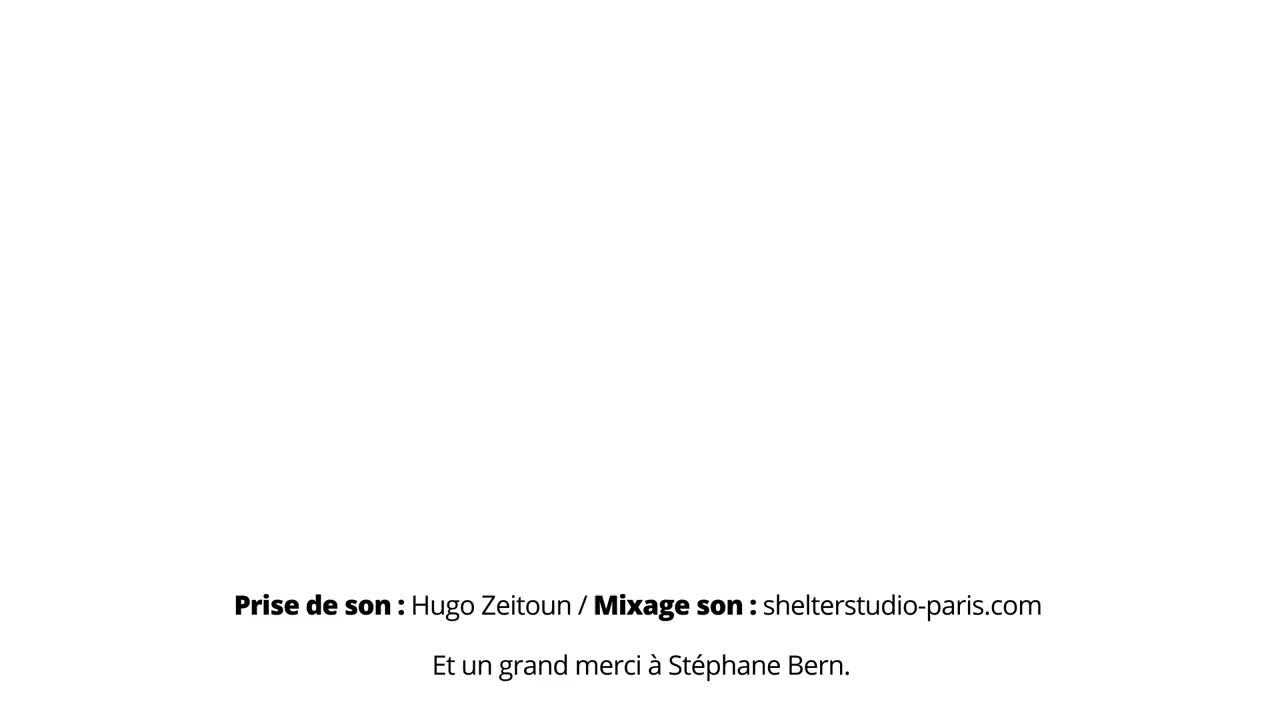 Prise de son : Hugo Zeitoun / Mixage son : shelterstudio-paris.com
Et un grand merci à Stéphane Bern.